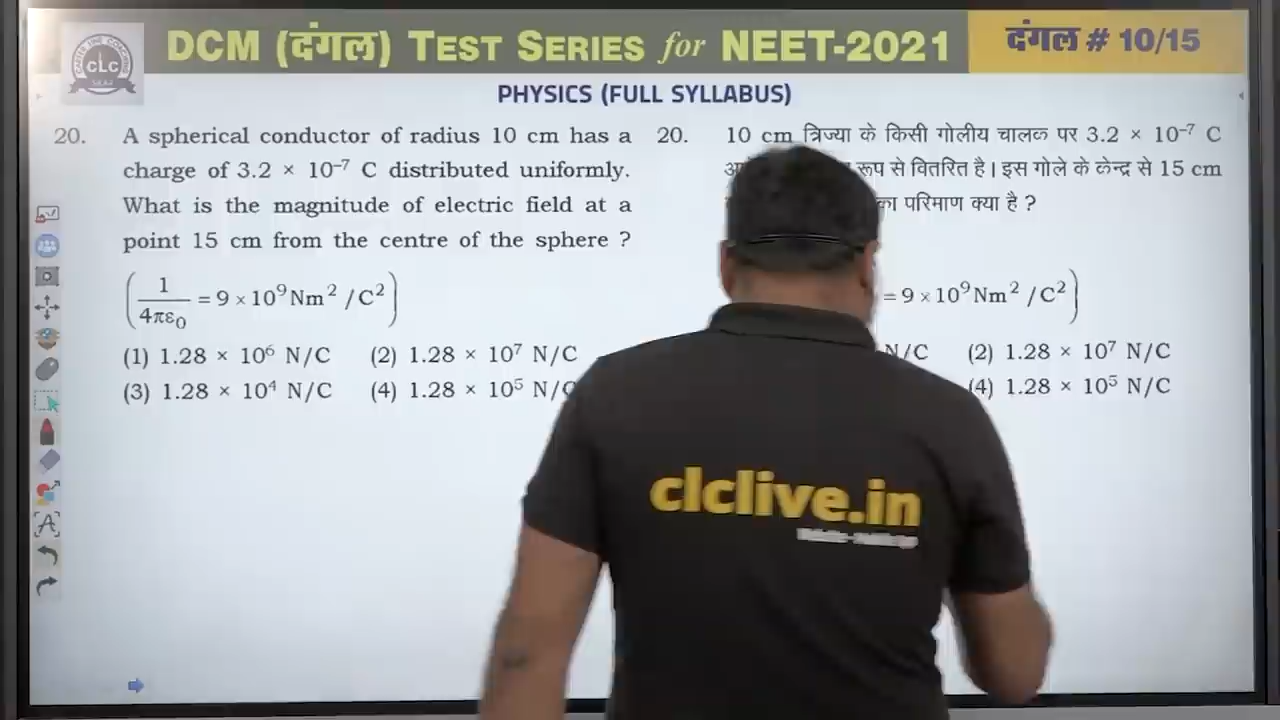 CLC
DCM (दंगल) TEST SERIES for NEET-2021
दंगल # 10/15
PHYSICS (FULL SYLLABUS)
20. A spherical conductor of radius 10 cm has a
charge of 3.2 × 10⁻⁷ C distributed uniformly.
What is the magnitude of electric field at a
point 15 cm from the centre of the sphere ?
(1/4πε₀ = 9 × 10⁹ Nm² /C²)
(1) 1.28 × 10⁶ N/C (2) 1.28 × 10⁷ N/C
(3) 1.28 × 10⁴ N/C (4) 1.28 × 10⁵ N/C
20. 10 cm त्रिज्या के किसी गोलीय चालक पर 3.2 × 10⁻⁷ C
रूप से वितरित है। इस गोले के केन्द्र से 15 cm
का परिमाण क्या है ?
= 9 × 10⁹ Nm² /C²)
N/C (2) 1.28 × 10⁷ N/C
(4) 1.28 × 10⁵ N/C
clclive.in